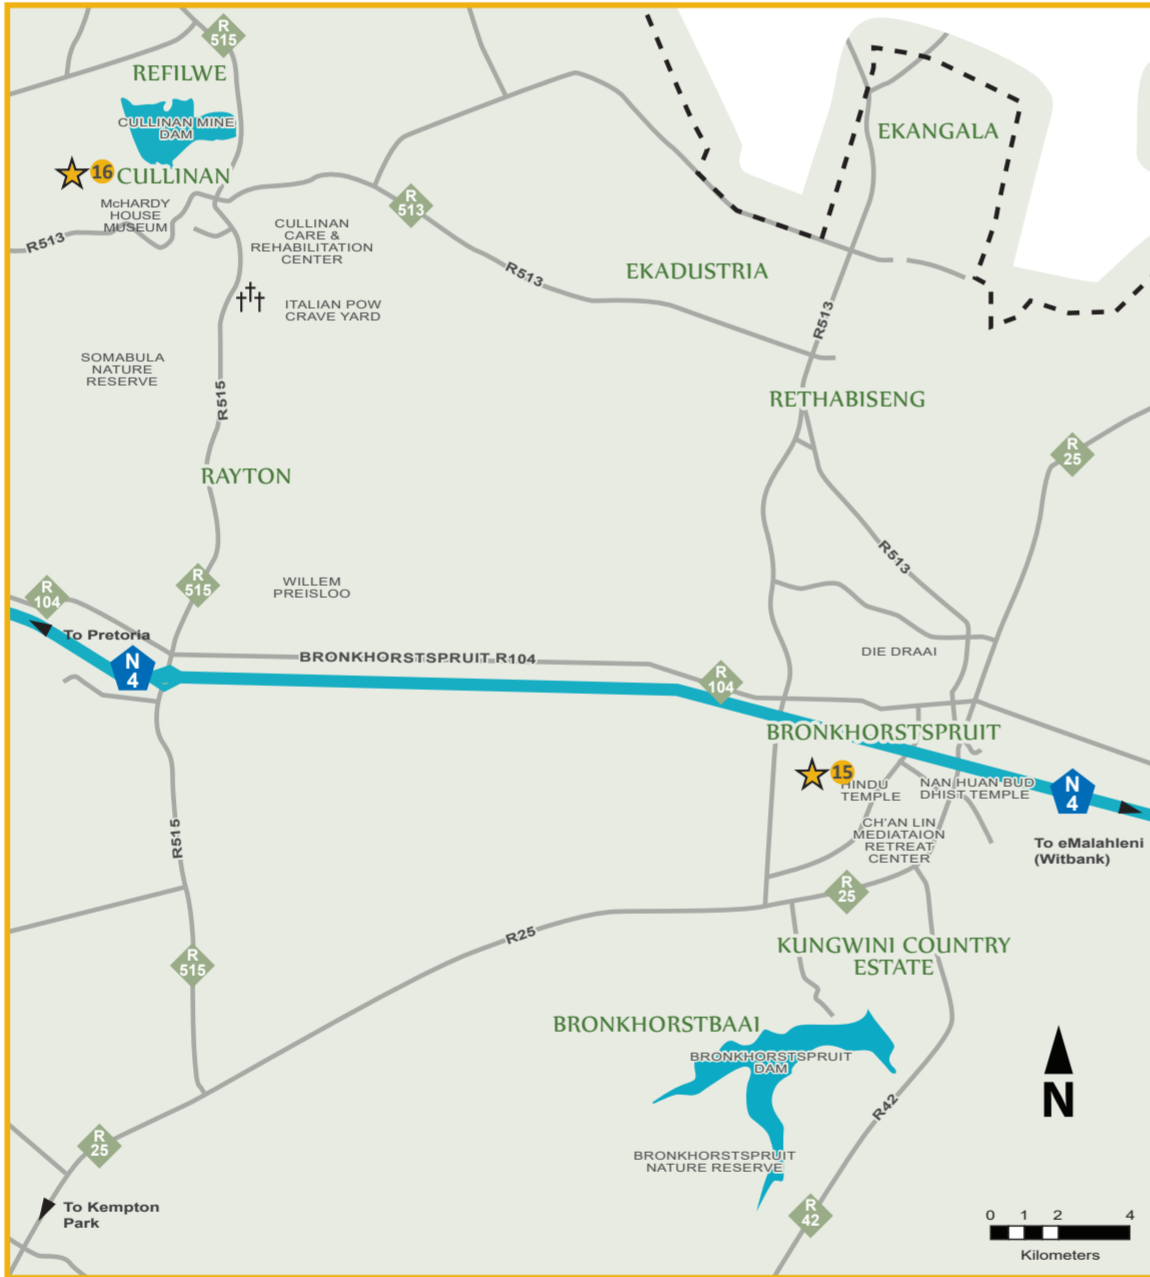 R
515
REFILWE
CULLINAN MINE
DAM
EKANGALA
16
CULLINAN
McHARDY
HOUSE
MUSEUM
R
513
R513
CULLINAN
CARE &
REHABILITATION
CENTER
R513
EKADUSTRIA
ITALIAN POW
CRAVE YARD
R513
SOMABULA
NATURE
RESERVE
R515
RETHABISENG
R
25
RAYTON
R513
R
104
R
515
WILLEM
PREISLOO
To Pretoria
N
4
BRONKHORSTSPRUIT R104
DIE DRAAI
R
104
BRONKHORSTSPRUIT
15
HINDU
TEMPLE
NAN HUAN BUD
DHIST TEMPLE
N
4
CH'AN LIN
MEDIATAION
RETREAT
CENTER
To eMalahleni
(Witbank)
R515
R
25
R25
R
515
KUNGWINI COUNTRY
ESTATE
BRONKHORSTBAAI
BRONKHORSTSPRUIT
DAM
R42
N
R
25
BRONKHORSTSPRUIT
NATURE RESERVE
To Kempton
Park
R
42
0 1 2 4
Kilometers